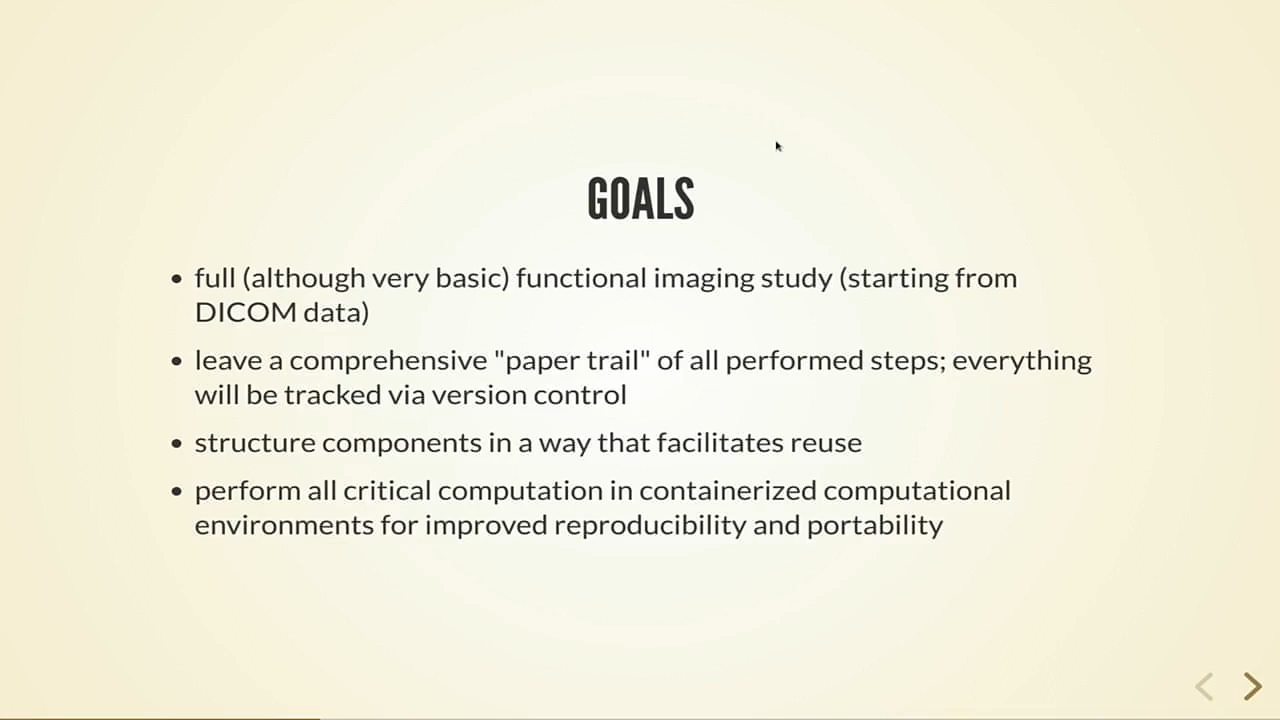 GOALS
• full (although very basic) functional imaging study (starting from
DICOM data)
• leave a comprehensive "paper trail" of all performed steps; everything
will be tracked via version control
• structure components in a way that facilitates reuse
• perform all critical computation in containerized computational
environments for improved reproducibility and portability